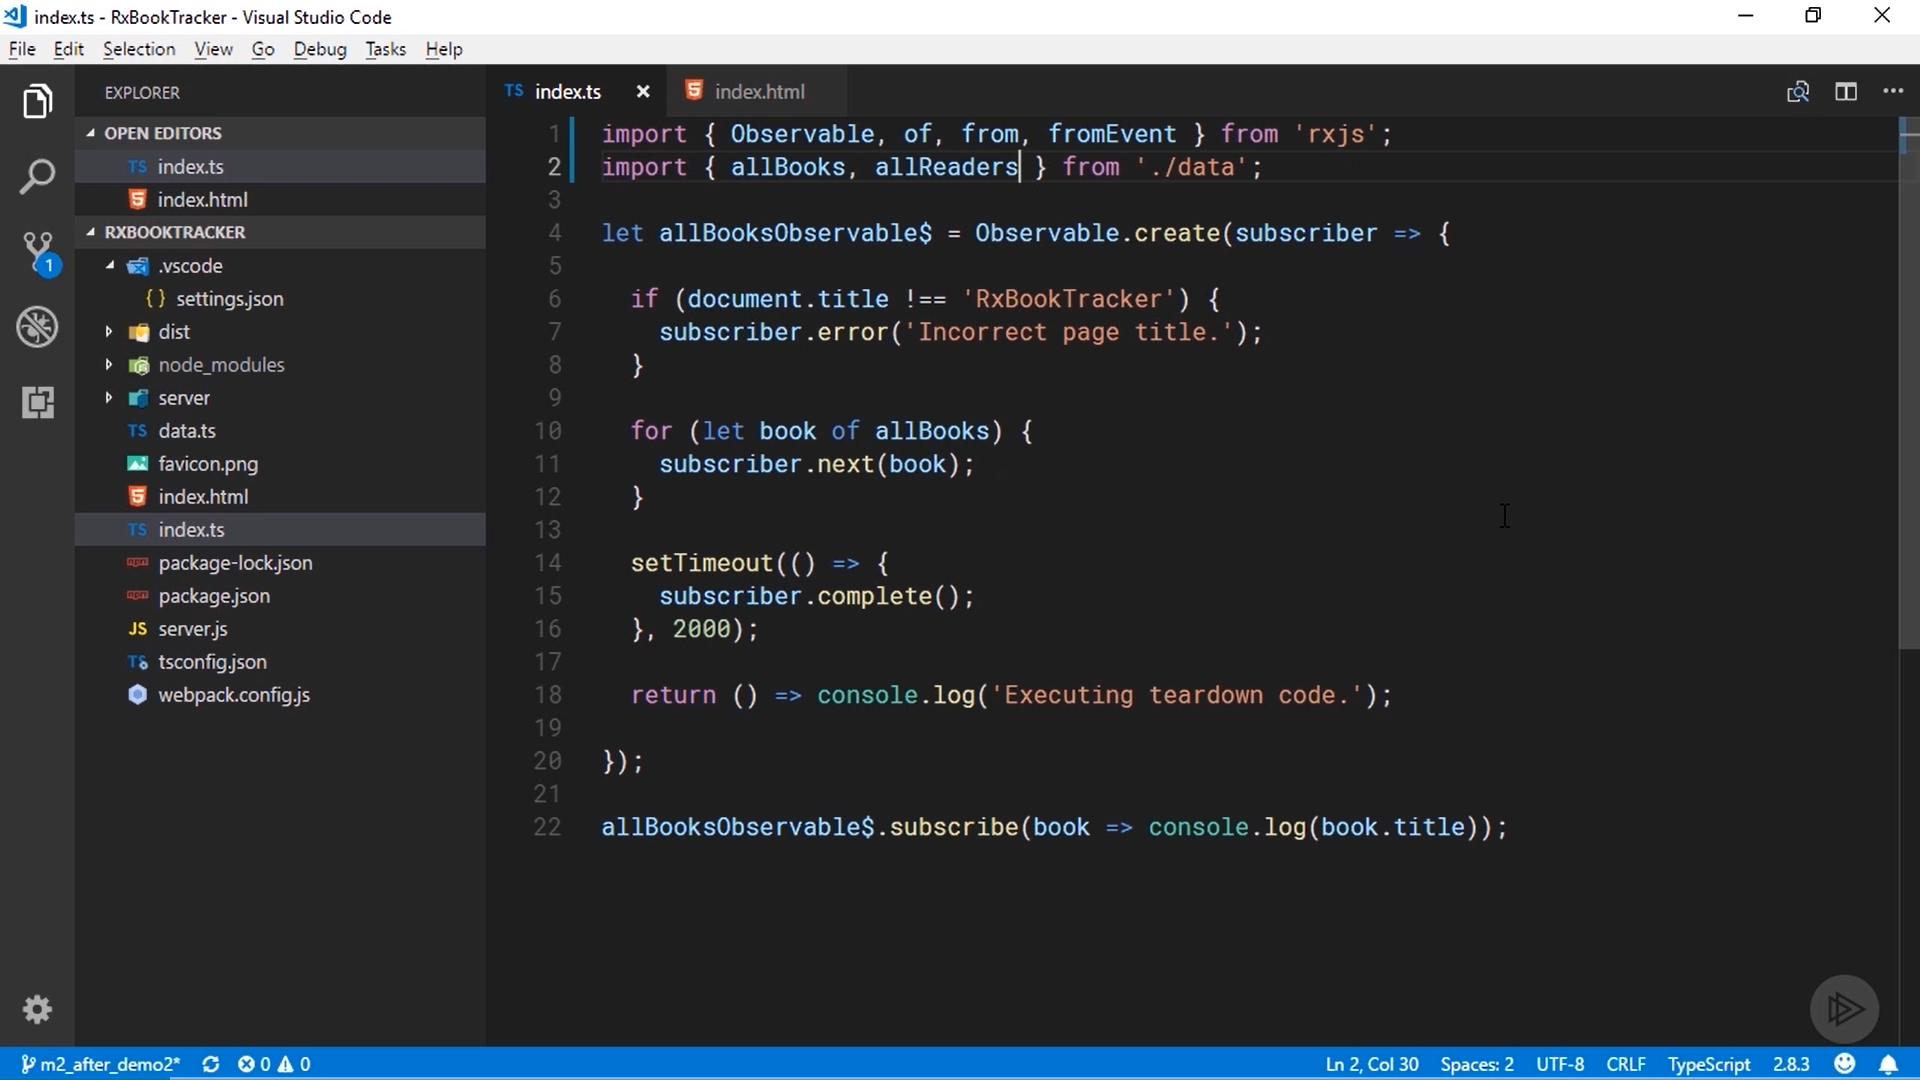 index.ts - RxBookTracker - Visual Studio Code
File Edit Selection View Go Debug Tasks Help
EXPLORER
OPEN EDITORS
TS index.ts
index.html
RXBOOKTRACKER
.vscode
{ } settings.json
dist
node_modules
server
TS data.ts
favicon.png
index.html
TS index.ts
npm package-lock.json
npm package.json
JS server.js
TS tsconfig.json
webpack.config.js
1
TS index.ts × index.html
1 import { Observable, of, from, fromEvent } from 'rxjs';
2 import { allBooks, allReaders } from './data';
3
4 let allBooksObservable$ = Observable.create(subscriber => {
5
6 if (document.title !== 'RxBookTracker') {
7 subscriber.error('Incorrect page title.');
8 }
9
10 for (let book of allBooks) {
11 subscriber.next(book);
12 }
13
14 setTimeout(() => {
15 subscriber.complete();
16 }, 2000);
17
18 return () => console.log('Executing teardown code.');
19
20 });
21
22 allBooksObservable$.subscribe(book => console.log(book.title));
m2_after_demo2* 0 0 Ln 2, Col 30 Spaces: 2 UTF-8 CRLF TypeScript 2.8.3